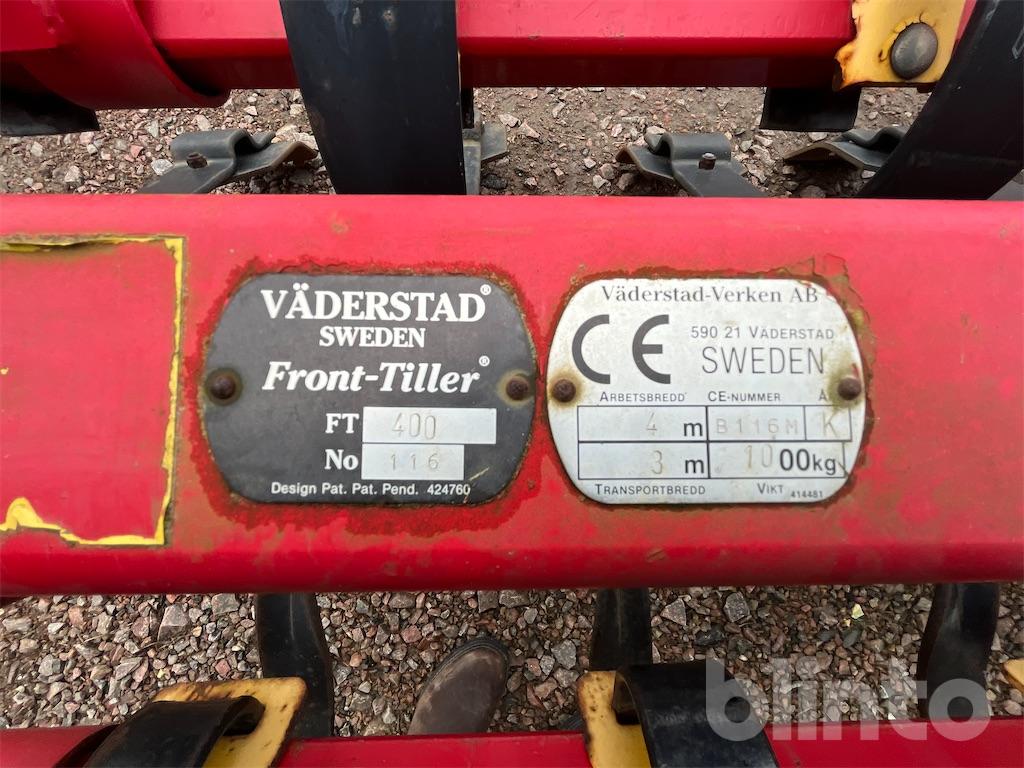 VÄDERSTAD®
SWEDEN
Front-Tiller®
FT 400
No 116
Design Pat. Pat. Pend. 424760
Väderstad-Verken AB
CE 590 21 VÄDERSTAD
SWEDEN
ARBETSBREDD CE-NUMMER
4 m B116M K
3 m 1000kg
TRANSPORTBREDD VIKT 414481
blinto